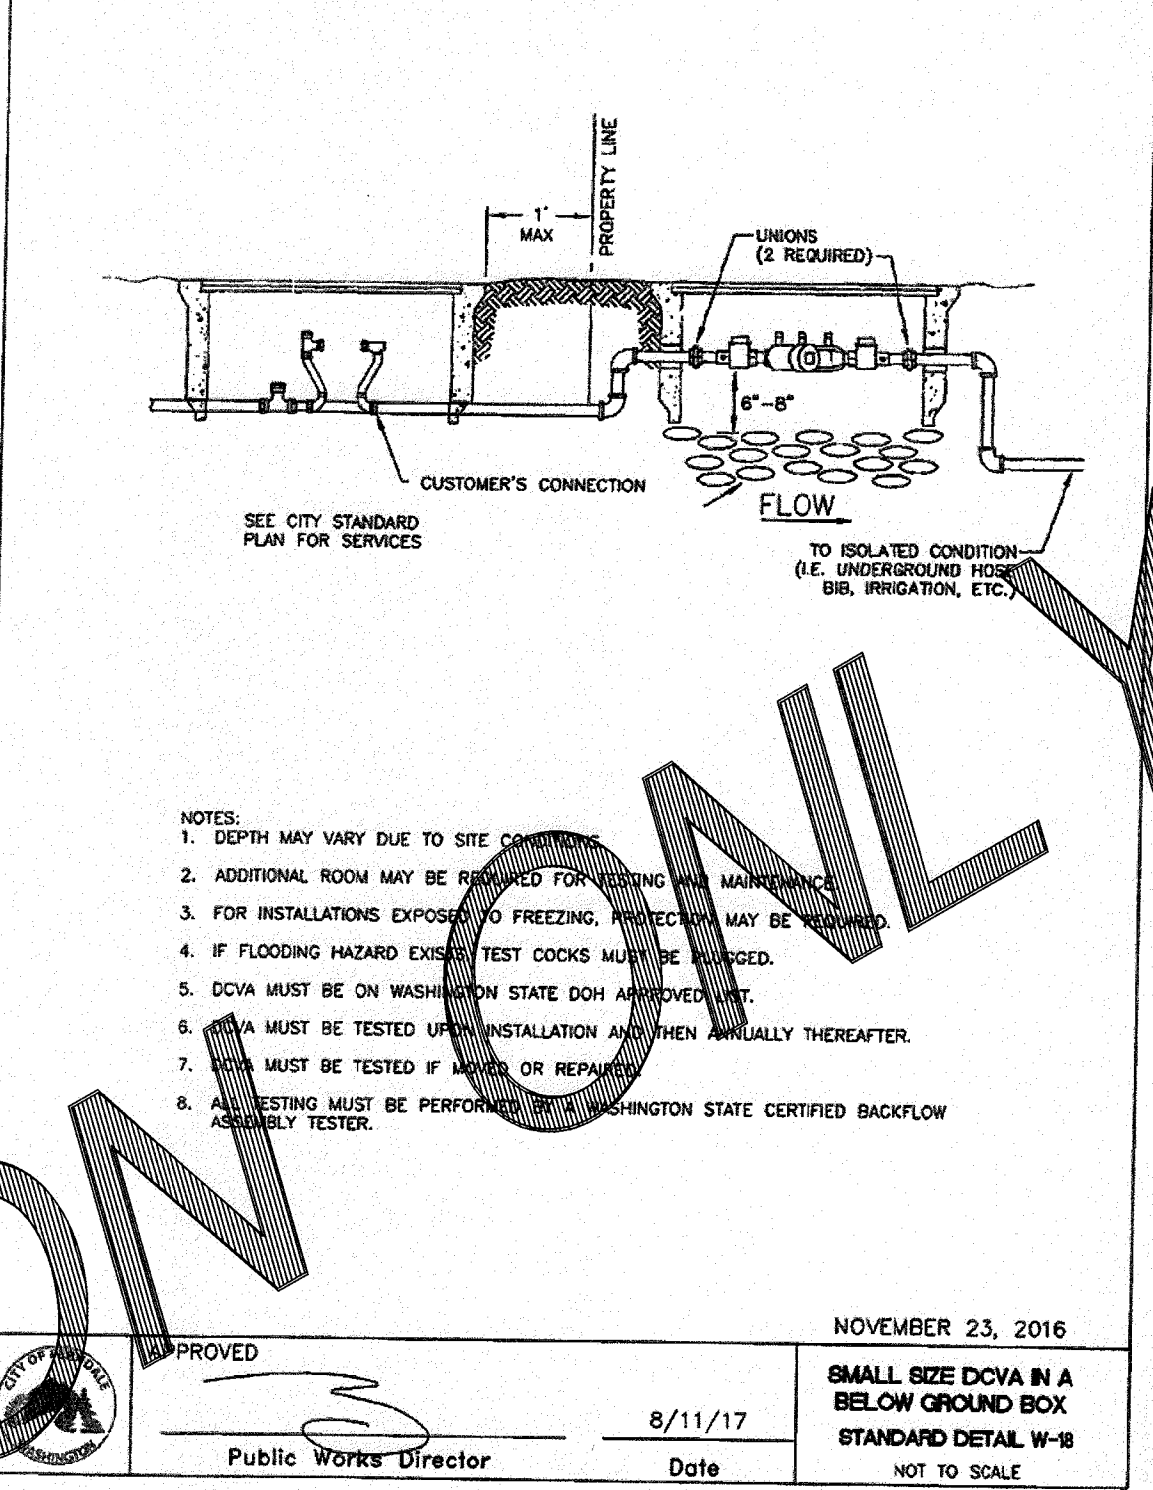 PROPERTY LINE
1'
MAX
UNIONS
(2 REQUIRED)
6"-8"
CUSTOMER'S CONNECTION
SEE CITY STANDARD
PLAN FOR SERVICES
FLOW
TO ISOLATED CONDITION
(I.E. UNDERGROUND HOSE
BIB, IRRIGATION, ETC.)
NOTES:
1. DEPTH MAY VARY DUE TO SITE CONDITIONS.
2. ADDITIONAL ROOM MAY BE REQUIRED FOR TESTING AND MAINTENANCE.
3. FOR INSTALLATIONS EXPOSED TO FREEZING, PROTECTION MAY BE REQUIRED.
4. IF FLOODING HAZARD EXISTS, TEST COCKS MUST BE PLUGGED.
5. DCVA MUST BE ON WASHINGTON STATE DOH APPROVED LIST.
6. DCVA MUST BE TESTED UPON INSTALLATION AND THEN ANNUALLY THEREAFTER.
7. DCVA MUST BE TESTED IF MOVED OR REPAIRED.
8. ALL TESTING MUST BE PERFORMED BY A WASHINGTON STATE CERTIFIED BACKFLOW
ASSEMBLY TESTER.
ON ONLY
NOVEMBER 23, 2016
CITY OF
WASHINGTON
APPROVED
8/11/17
Public Works Director
Date
SMALL SIZE DCVA IN A
BELOW GROUND BOX
STANDARD DETAIL W-18
NOT TO SCALE